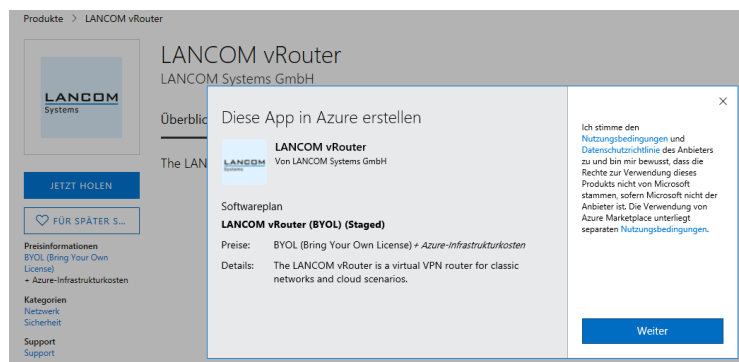 Produkte > LANCOM vRouter
LANCOM
Systems
LANCOM vRouter
LANCOM Systems GmbH
Überblic
The LAN
JETZT HOLEN
FÜR SPÄTER S...
Preisinformationen
BYOL (Bring Your Own
License)
+ Azure-Infrastrukturkosten
Kategorien
Netzwerk
Sicherheit
Support
Support
Diese App in Azure erstellen
LANCOM
Systems
LANCOM vRouter
Von LANCOM Systems GmbH
Softwareplan
LANCOM vRouter (BYOL) (Staged)
Preise: BYOL (Bring Your Own License) + Azure-Infrastrukturkosten
Details: The LANCOM vRouter is a virtual VPN router for classic
networks and cloud scenarios.
Ich stimme den
Nutzungsbedingungen und
Datenschutzrichtlinie des Anbieters
zu und bin mir bewusst, dass die
Rechte zur Verwendung dieses
Produkts nicht von Microsoft
stammen, sofern Microsoft nicht der
Anbieter ist. Die Verwendung von
Azure Marketplace unterliegt
separaten Nutzungsbedingungen.
Weiter